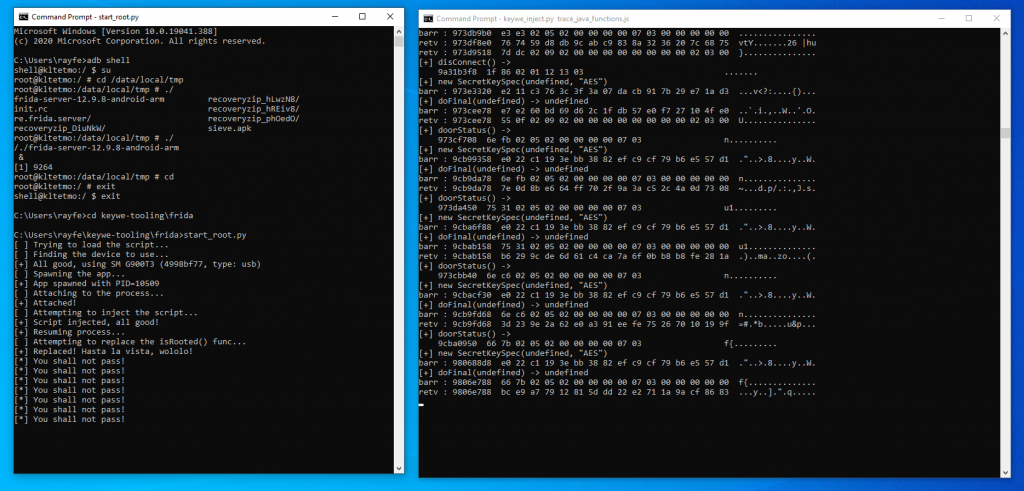 Command Prompt - start_root.py
Microsoft Windows [Version 10.0.19041.388]
(c) 2020 Microsoft Corporation. All rights reserved.
C:\Users\rayfe>adb shell
shell@kltetmo:/ $ su
root@kltetmo:/ # cd /data/local/tmp
root@kltetmo:/data/local/tmp # ./
frida-server-12.9.8-android-arm recoveryzip_hLwzN8/
init.rc recoveryzip_hREiv8/
re.frida.server/ recoveryzip_phOedO/
recoveryzip_DiuNkW/ sieve.apk
root@kltetmo:/data/local/tmp # ./
/./frida-server-12.9.8-android-arm
&
[1] 9264
root@kltetmo:/data/local/tmp # cd
root@kltetmo:/ # exit
shell@kltetmo:/ $ exit
C:\Users\rayfe>cd keywe-tooling\frida
C:\Users\rayfe\keywe-tooling\frida>start_root.py
[ ] Trying to load the script...
[ ] Finding the device to use...
[+] All good, using SM G900T3 (4998bf77, type: usb)
[ ] Spawning the app...
[+] App spawned with PID=10509
[ ] Attaching to the process...
[+] Attached!
[ ] Attempting to inject the script...
[+] Script injected, all good!
[+] Resuming process...
[ ] Attempting to replace the isRooted() func...
[+] Replaced! Hasta la vista, wololo!
[*] You shall not pass!
[*] You shall not pass!
[*] You shall not pass!
[*] You shall not pass!
[*] You shall not pass!
[*] You shall not pass!
[*] You shall not pass!
Command Prompt - keywe_inject.py trace_java_functions.js
barr : 973db9b0 e3 e3 02 05 02 00 00 00 00 07 03 00 00 00 00 00 ................
retv : 973df8e0 76 74 59 d8 db 9c ab c9 83 8a 32 36 20 7c 68 75 vtY.......26 |hu
retv : 973d9518 7d dc 02 09 02 00 00 00 00 00 02 00 00 00 03 00 }...............
[+] disConnect() ->
9a31b3f8 1f 86 02 01 12 13 03
[+] new SecretKeySpec(undefined, "AES")
barr : 973e3320 e2 11 c3 76 3c 3f 3a 07 da cb 91 7b 29 e7 1a d3 ...v<?:....{)...
[+] doFinal(undefined) -> undefined
barr : 973cee78 e7 e2 60 bd 69 d6 2c 1f db 57 e0 f7 27 10 4f e0 ..`.i.,..W..'.O.
retv : 973cee78 55 0f 02 09 02 00 00 00 00 00 02 00 00 00 03 00 U...............
[+] doorStatus() ->
973cf708 6e fb 02 05 02 00 00 00 00 07 03 n..........
[+] new SecretKeySpec(undefined, "AES")
barr : 9cb99358 e0 22 c1 19 3e bb 38 82 ef c9 cf 79 b6 e5 57 d1 ."..>.8....y..W.
[+] doFinal(undefined) -> undefined
barr : 9cb9da78 6e fb 02 05 02 00 00 00 00 07 03 00 00 00 00 00 n...............
retv : 9cb9da78 7e 0d 8b e6 64 ff 70 2f 9a 3a c5 2c 4a 0d 73 08 ~...d.p/.:.,J.s.
[+] doorStatus() ->
973da450 75 31 02 05 02 00 00 00 00 07 03 u1.........
[+] new SecretKeySpec(undefined, "AES")
barr : 9cba6f88 e0 22 c1 19 3e bb 38 82 ef c9 cf 79 b6 e5 57 d1 ."..>.8....y..W.
[+] doFinal(undefined) -> undefined
barr : 9cbab158 75 31 02 05 02 00 00 00 00 07 03 00 00 00 00 00 u1..............
retv : 9cbab158 b6 29 9c de 6d 61 c4 ca 7a 6f 0b b8 b8 fe 28 1a .)..ma..zo....(.
[+] doorStatus() ->
973cbb40 6e c6 02 05 02 00 00 00 00 07 03 n..........
[+] new SecretKeySpec(undefined, "AES")
barr : 9cbacf30 e0 22 c1 19 3e bb 38 82 ef c9 cf 79 b6 e5 57 d1 ."..>.8....y..W.
[+] doFinal(undefined) -> undefined
barr : 9cb9fd68 6e c6 02 05 02 00 00 00 00 07 03 00 00 00 00 00 n...............
retv : 9cb9fd68 3d 23 9e 2a 62 e0 a3 91 ee fe 75 26 70 10 19 9f =#.*b.....u&p...
[+] doorStatus() ->
9cba0950 66 7b 02 05 02 00 00 00 00 07 03 f{.........
[+] new SecretKeySpec(undefined, "AES")
barr : 980688d8 e0 22 c1 19 3e bb 38 82 ef c9 cf 79 b6 e5 57 d1 ."..>.8....y..W.
[+] doFinal(undefined) -> undefined
barr : 9806e788 66 7b 02 05 02 00 00 00 00 07 03 00 00 00 00 00 f{..............
retv : 9806e788 bc e9 a7 79 12 81 5d dd 22 e2 71 1a 9a cf 86 83 ...y..].".q.....